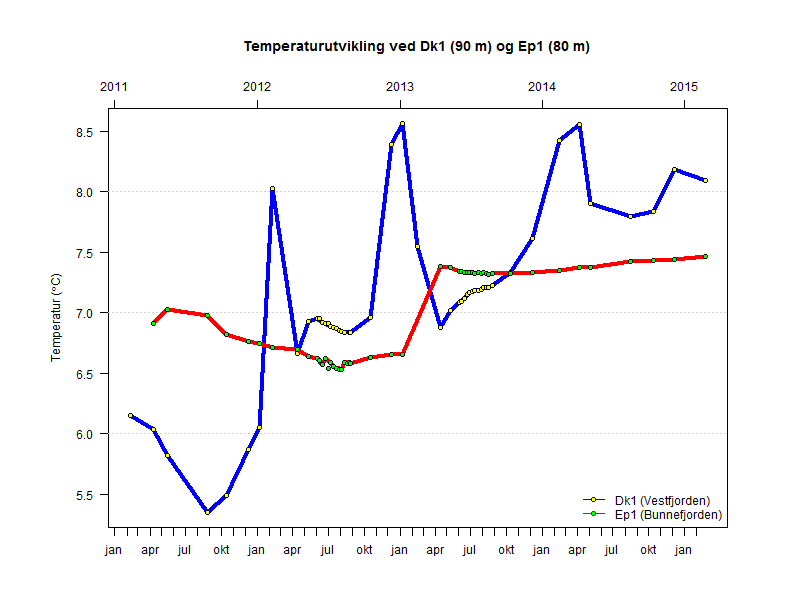 Temperaturutvikling ved Dk1 (90 m) og Ep1 (80 m)
2011 2012 2013 2014 2015
8.5
8.0
7.5
7.0
6.5
6.0
5.5
Temperatur (°C)
Dk1 (Vestfjorden)
Ep1 (Bunnefjorden)
jan apr jul okt jan apr jul okt jan apr jul okt jan apr jul okt jan